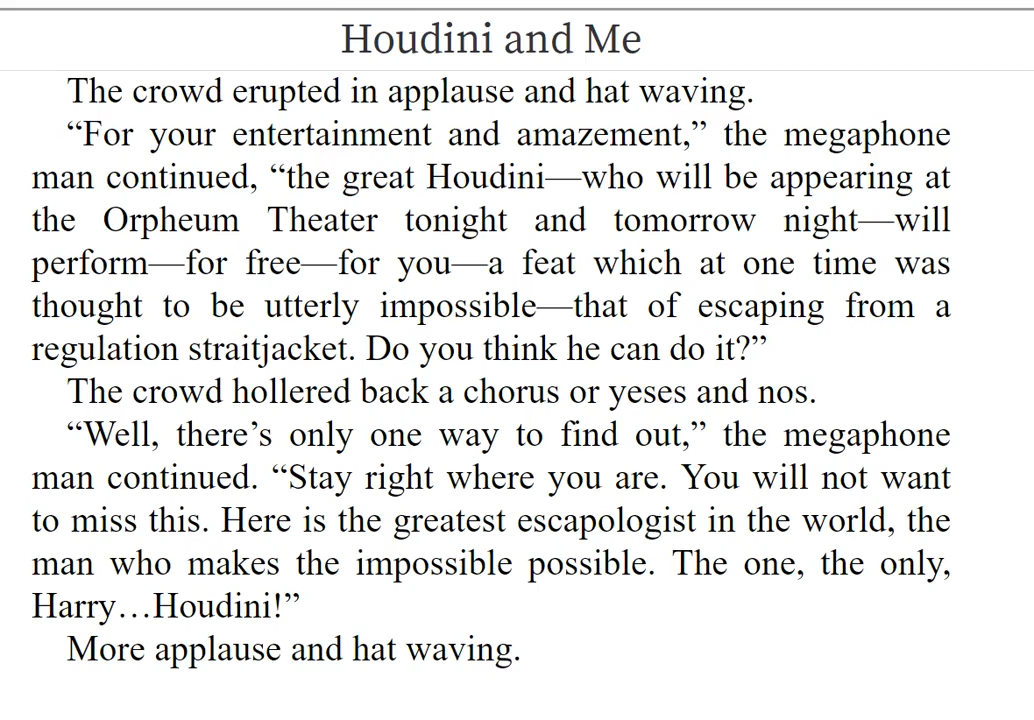 Houdini and Me
The crowd erupted in applause and hat waving.
“For your entertainment and amazement,” the megaphone
man continued, “the great Houdini—who will be appearing at
the Orpheum Theater tonight and tomorrow night—will
perform—for free—for you—a feat which at one time was
thought to be utterly impossible—that of escaping from a
regulation straitjacket. Do you think he can do it?”
The crowd hollered back a chorus or yeses and nos.
“Well, there’s only one way to find out,” the megaphone
man continued. “Stay right where you are. You will not want
to miss this. Here is the greatest escapologist in the world, the
man who makes the impossible possible. The one, the only,
Harry…Houdini!”
More applause and hat waving.